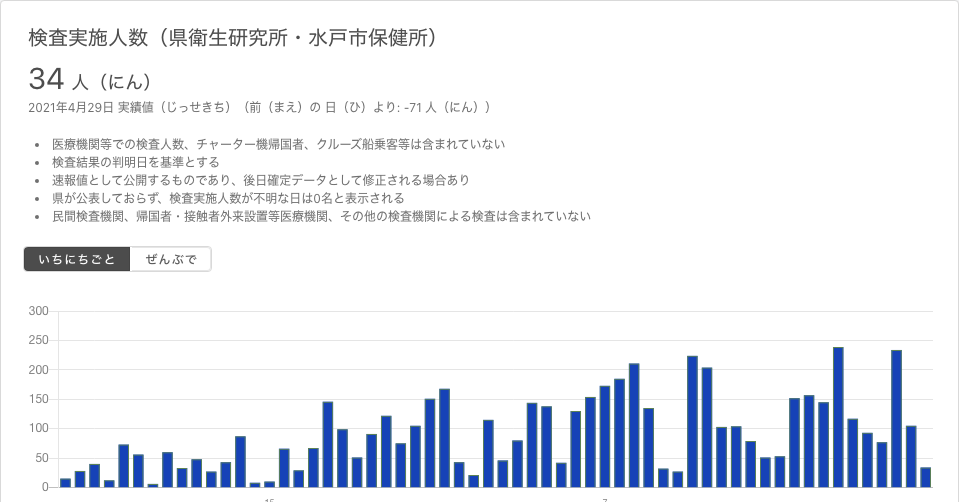 検査実施人数（県衛生研究所・水戸市保健所）
34 人（にん）
2021年4月29日 実績値（じっせきち）（前（まえ）の 日（ひ）より: -71 人（にん））
• 医療機関等での検査人数、チャーター機帰国者、クルーズ船乗客等は含まれていない
• 検査結果の判明日を基準とする
• 速報値として公開するものであり、後日確定データとして修正される場合あり
• 県が公表しておらず、検査実施人数が不明な日は0名と表示される
• 民間検査機関、帰国者・接触者外来設置等医療機関、その他の検査機関による検査は含まれていない
いちにちごと ぜんぶで
300
250
200
150
100
50
0